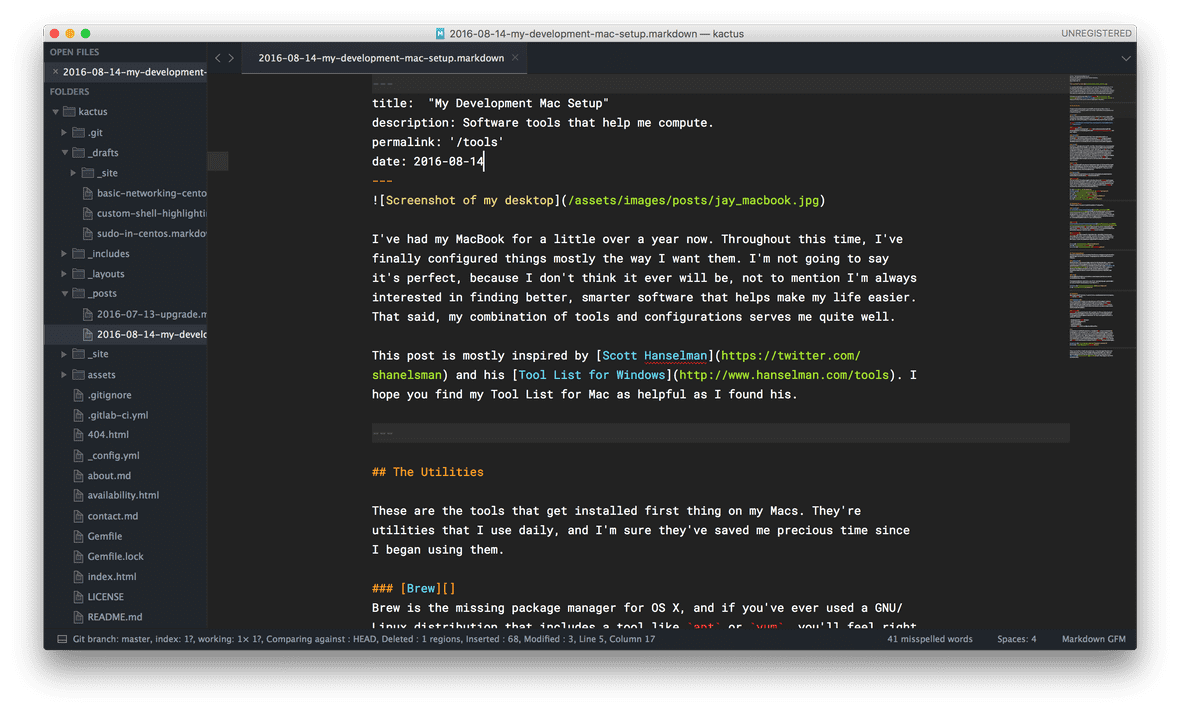 2016-08-14-my-development-mac-setup.markdown — kactus
UNREGISTERED
OPEN FILES
2016-08-14-my-development-
FOLDERS
kactus
.git
_drafts
_site
basic-networking-cento
custom-shell-highlighti
sudo-in-centos.markdow
_includes
_layouts
_posts
2016-07-13-upgrade.m
2016-08-14-my-develo
_site
assets
.gitignore
.gitlab-ci.yml
404.html
_config.yml
about.md
availability.html
contact.md
Gemfile
Gemfile.lock
index.html
LICENSE
README.md
2016-08-14-my-development-mac-setup.markdown
---
title:  "My Development Mac Setup"
description: Software tools that help me compute.
permalink: '/tools'
date: 2016-08-14
---
![Screenshot of my desktop](/assets/images/posts/jay_macbook.jpg)
I've had my MacBook for a little over a year now. Throughout this time, I've
finally configured things mostly the way I want them. I'm not going to say
it's perfect, because I don't think it ever will be, not to mention I'm always
interested in finding better, smarter software that helps make my life easier.
That said, my combination of tools and configurations serves me quite well.
This post is mostly inspired by [Scott Hanselman](https://twitter.com/
shanelsman) and his [Tool List for Windows](http://www.hanselman.com/tools). I
hope you find my Tool List for Mac as helpful as I found his.
---
## The Utilities
These are the tools that get installed first thing on my Macs. They're
utilities that I use daily, and I'm sure they've saved me precious time since
I began using them.
### [Brew][]
Brew is the missing package manager for OS X, and if you've ever used a GNU/
Linux distribution that includes a tool like `apt` or `yum`, you'll feel right
Git branch: master, index: 1?, working: 1× 1?, Comparing against : HEAD, Deleted : 1 regions, Inserted : 68, Modified : 3, Line 5, Column 17
41 misspelled words
Spaces: 4
Markdown GFM